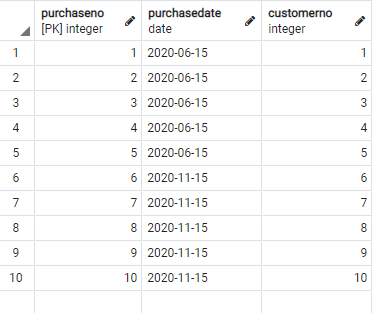 purchaseno purchasedate customerno
[PK] integer date integer
1 1 2020-06-15 1
2 2 2020-06-15 2
3 3 2020-06-15 3
4 4 2020-06-15 4
5 5 2020-06-15 5
6 6 2020-11-15 6
7 7 2020-11-15 7
8 8 2020-11-15 8
9 9 2020-11-15 9
10 10 2020-11-15 10